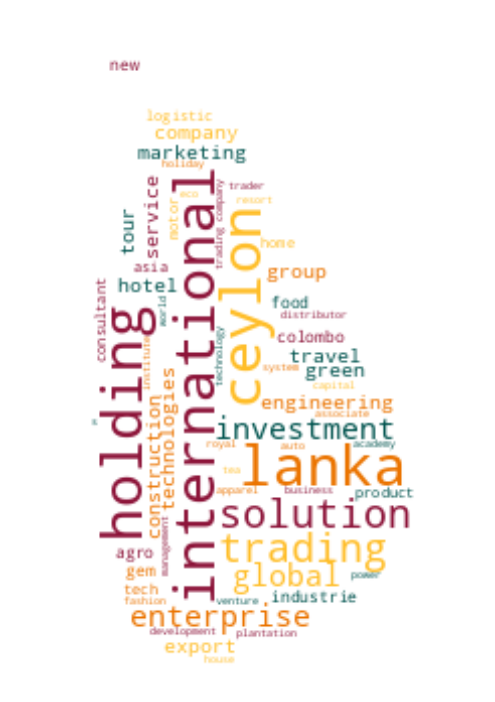 new
logistic
company
marketing
holiday
service
tour
motor
eco
international
trading company
trader
resort
ceylon
home
asia
hotel
group
consultant
world
food
distributor
holding
institute
technology
colombo
travel
system
green
capital
construction
technologies
engineering
associate
investment
royal
auto
academy
lanka
tea
apparel
business
product
solution
management
agro
trading
gem
global
power
tech
fashion
venture
industrie
enterprise
development
plantation
export
house